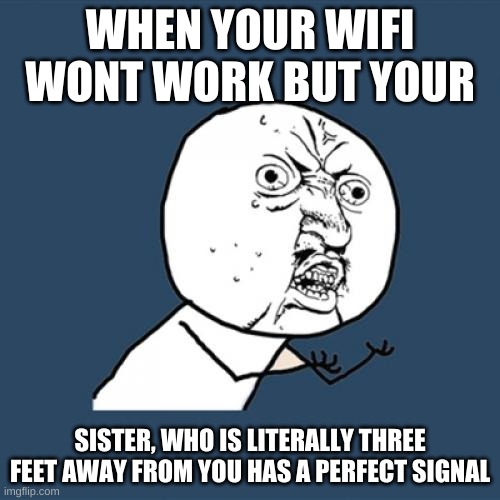 WHEN YOUR WIFI
WONT WORK BUT YOUR
SISTER, WHO IS LITERALLY THREE
FEET AWAY FROM YOU HAS A PERFECT SIGNAL
imgflip.com